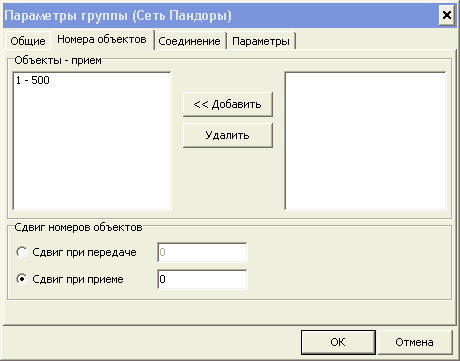 Параметры группы (Сеть Пандоры)
Общие Номера объектов Соединение Параметры
Объекты - прием
1 - 500
<< Добавить
Удалить
Сдвиг номеров объектов
Сдвиг при передаче 0
Сдвиг при приеме 0
OK Отмена